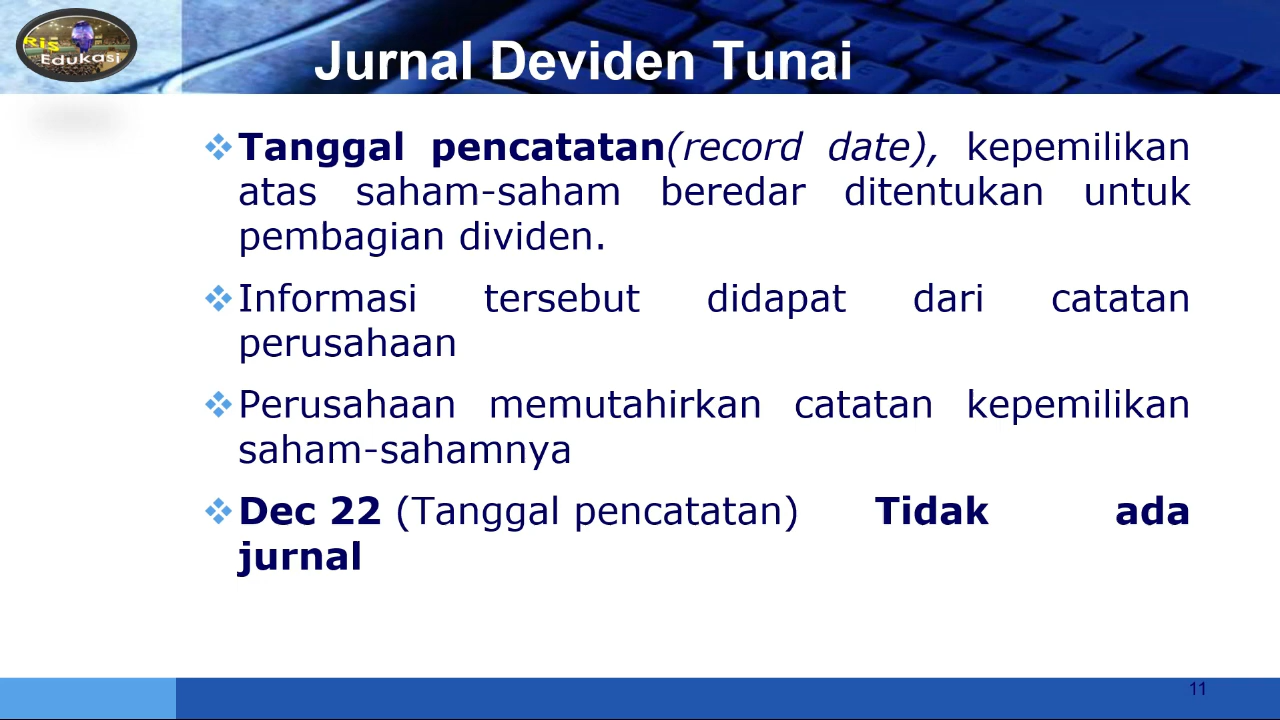 Ris
Edukasi
Jurnal Deviden Tunai
Tanggal pencatatan(record date), kepemilikan
atas saham-saham beredar ditentukan untuk
pembagian dividen.
Informasi tersebut didapat dari catatan
perusahaan
Perusahaan memutahirkan catatan kepemilikan
saham-sahamnya
Dec 22 (Tanggal pencatatan) Tidak ada
jurnal
11